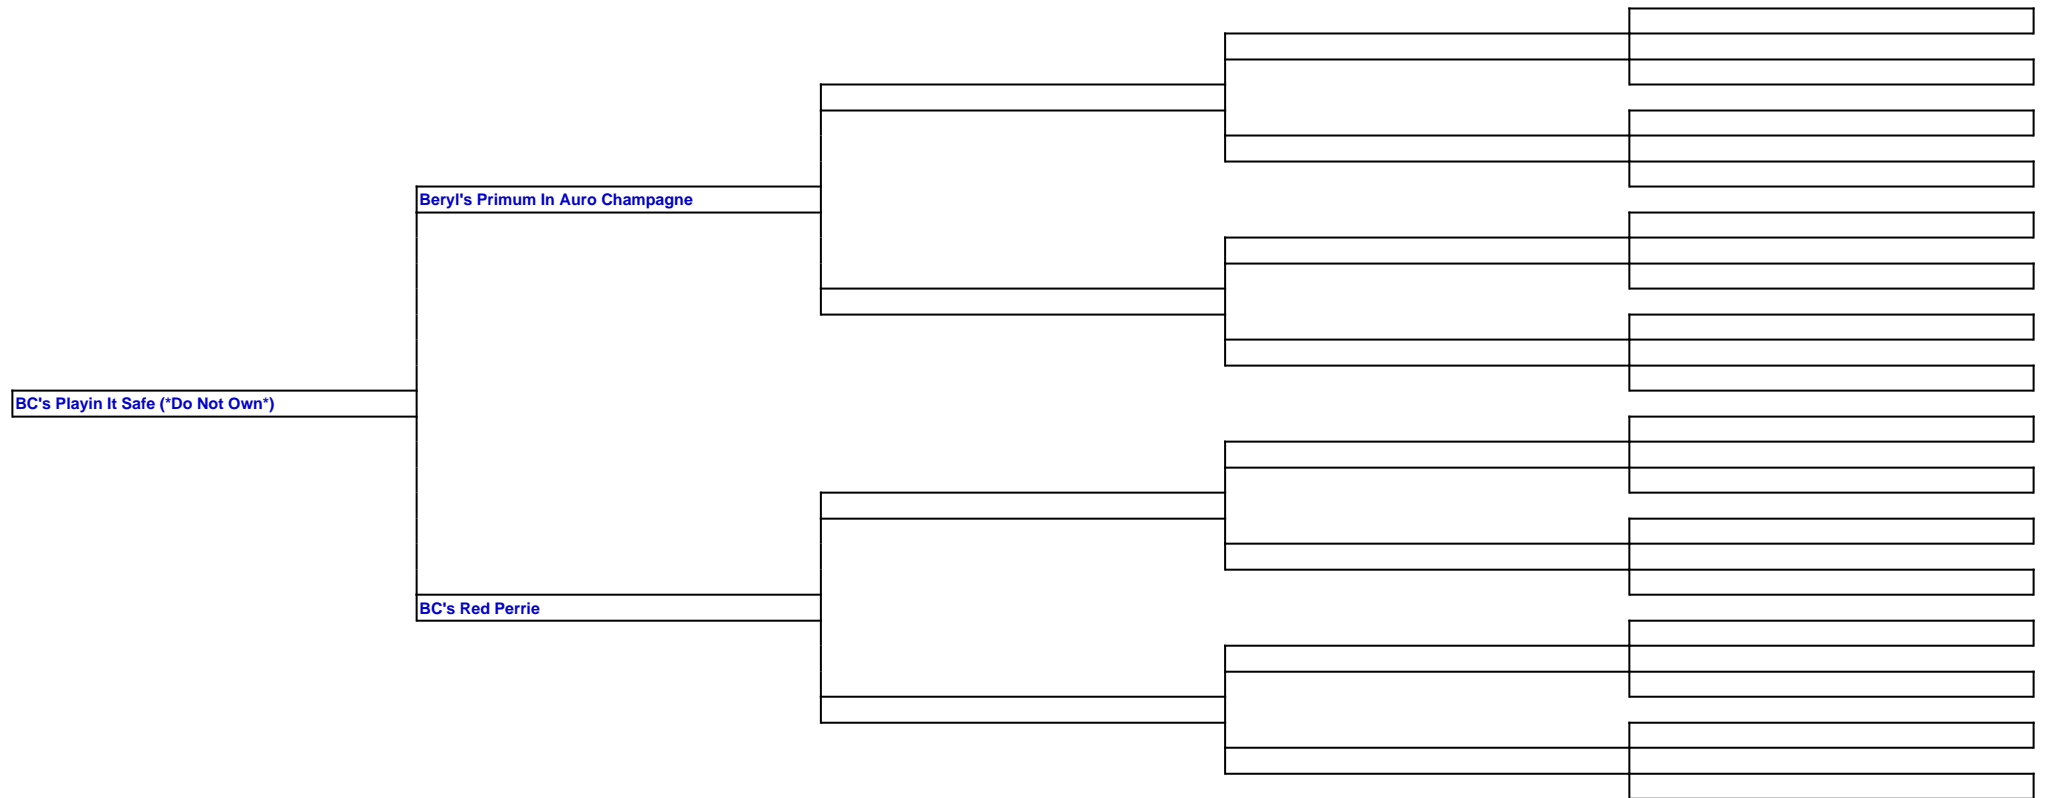 Beryl's Primum In Auro Champagne
BC's Playin It Safe (*Do Not Own*)
BC's Red Perrie